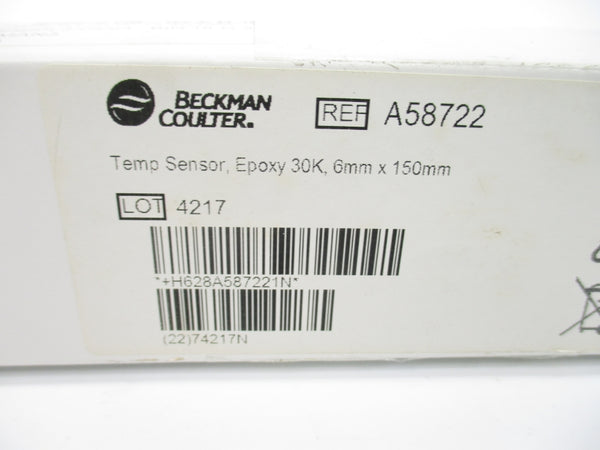 BECKMAN
COULTER.
REF A58722
Temp Sensor, Epoxy 30K, 6mm x 150mm
LOT 4217
*+H628A587221N*
(22)74217N